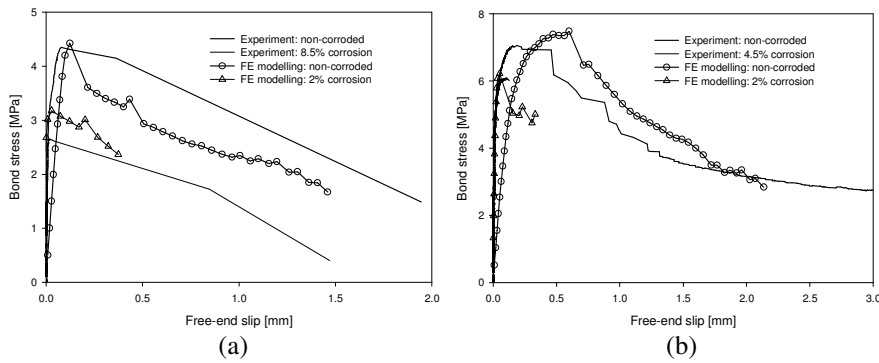 5
4
3
2
1
0
Bond stress [MPa]
Experiment: non-corroded
Experiment: 8.5% corrosion
FE modelling: non-corroded
FE modelling: 2% corrosion
0.0 0.5 1.0 1.5 2.0
Free-end slip [mm]
(a)
8
6
4
2
0
Bond stress [MPa]
Experiment: non-corroded
Experiment: 4.5% corrosion
FE modelling: non-corroded
FE modelling: 2% corrosion
0.0 0.5 1.0 1.5 2.0 2.5 3.0
Free-end slip [mm]
(b)